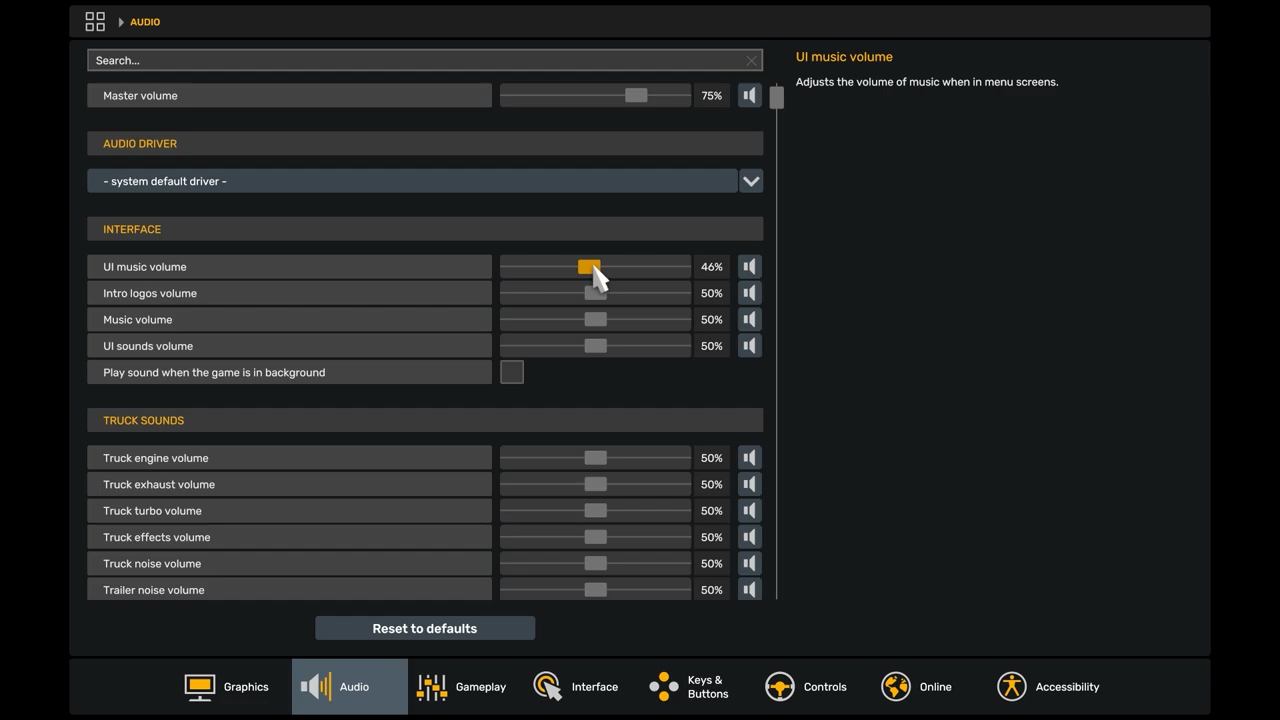 AUDIO
Search...
Master volume 75%
AUDIO DRIVER
- system default driver -
INTERFACE
UI music volume 46%
Intro logos volume 50%
Music volume 50%
UI sounds volume 50%
Play sound when the game is in background
TRUCK SOUNDS
Truck engine volume 50%
Truck exhaust volume 50%
Truck turbo volume 50%
Truck effects volume 50%
Truck noise volume 50%
Trailer noise volume 50%
Reset to defaults
UI music volume
Adjusts the volume of music when in menu screens.
Graphics Audio Gameplay Interface Keys & Buttons Controls Online Accessibility